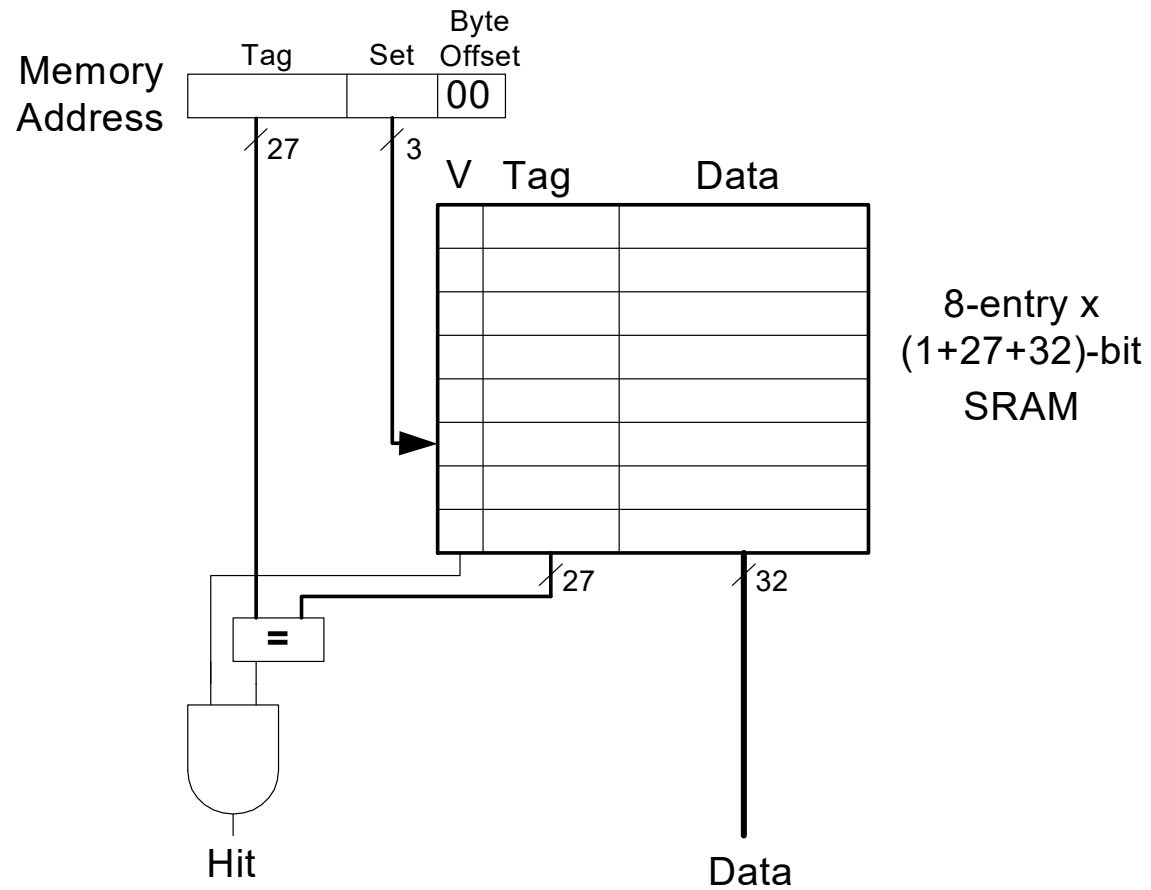 Byte
Tag Set Offset
Memory
Address
00
27 3
V Tag Data
8-entry x
(1+27+32)-bit
SRAM
27 32
=
Hit
Data